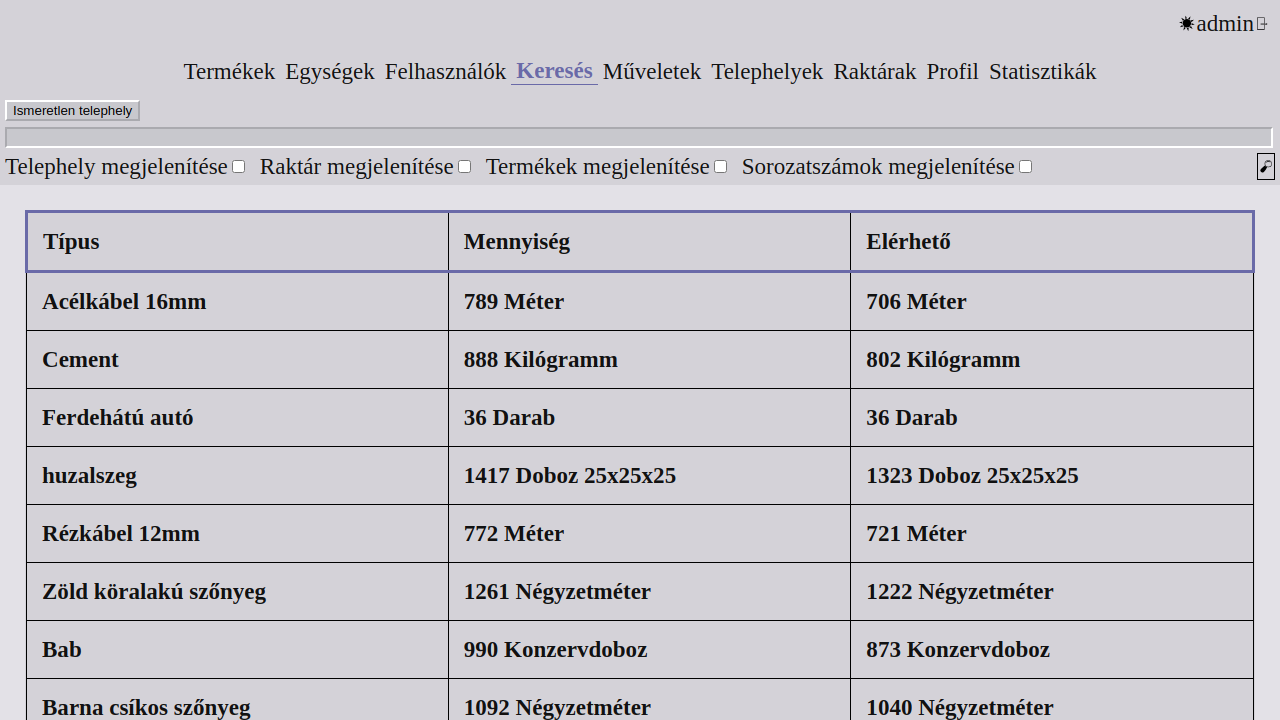 admin
Termékek Egységek Felhasználók Keresés Műveletek Telephelyek Raktárak Profil Statisztikák
Ismeretlen telephely
Telephely megjelenítése Raktár megjelenítése Termékek megjelenítése Sorozatszámok megjelenítése
Típus Mennyiség Elérhető
Acélkábel 16mm 789 Méter 706 Méter
Cement 888 Kilógramm 802 Kilógramm
Ferdehátú autó 36 Darab 36 Darab
huzalszeg 1417 Doboz 25x25x25 1323 Doboz 25x25x25
Rézkábel 12mm 772 Méter 721 Méter
Zöld köralakú szőnyeg 1261 Négyzetméter 1222 Négyzetméter
Bab 990 Konzervdoboz 873 Konzervdoboz
Barna csíkos szőnyeg 1092 Négyzetméter 1040 Négyzetméter